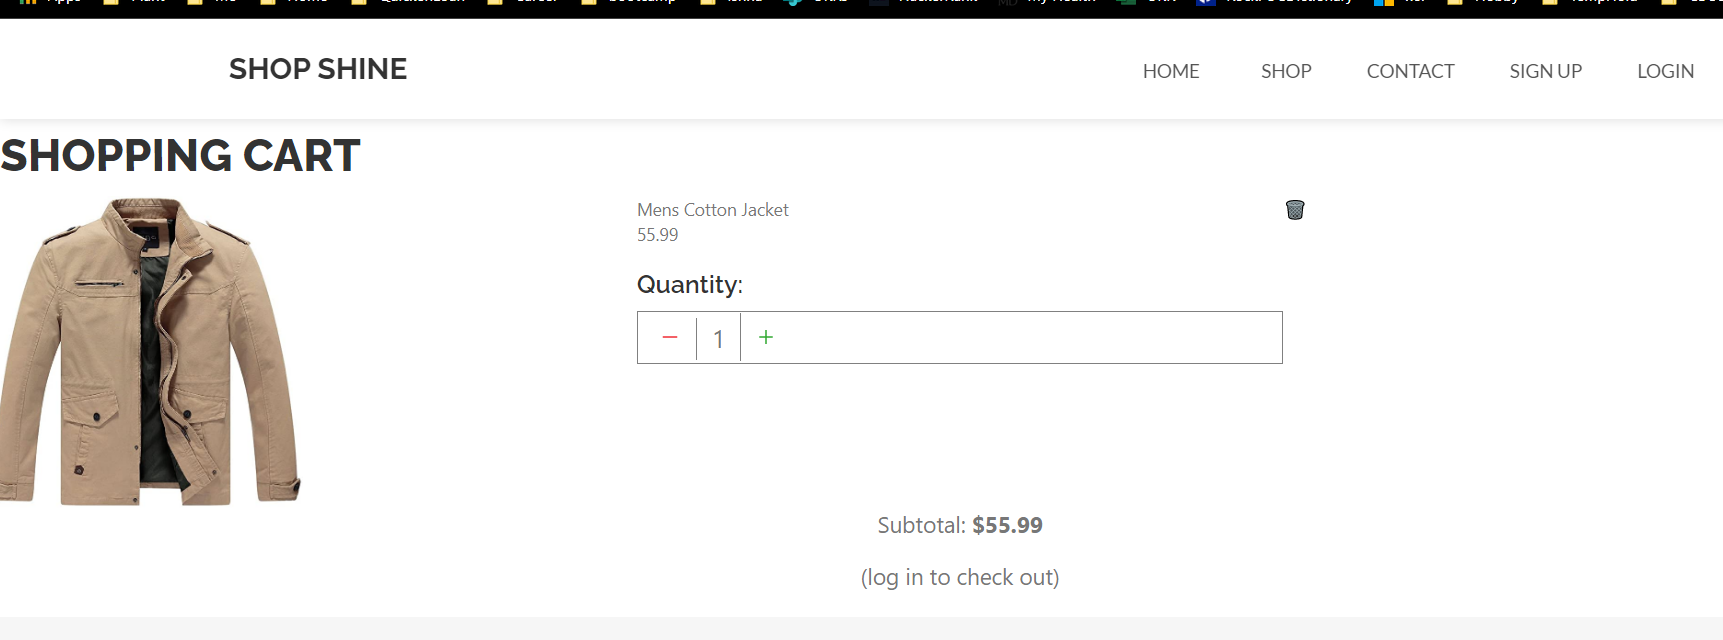 SHOP SHINE
HOME SHOP CONTACT SIGN UP LOGIN
SHOPPING CART
Mens Cotton Jacket
55.99
Quantity:
− 1 +
Subtotal: $55.99
(log in to check out)